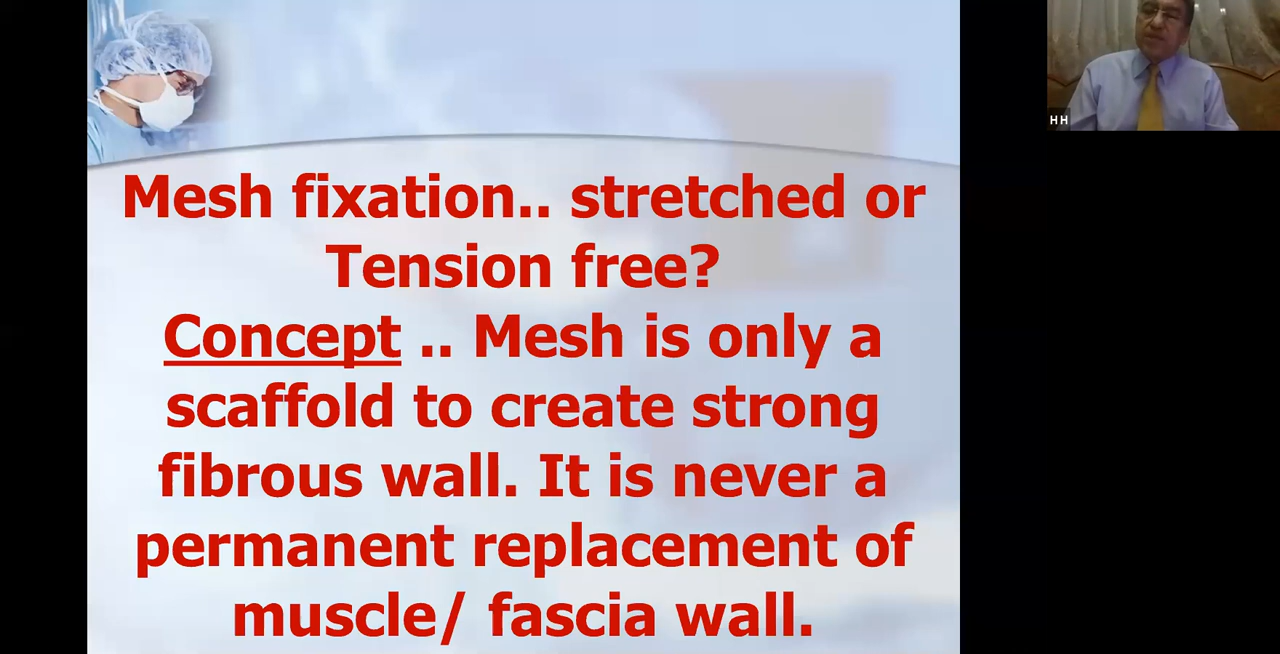 Mesh fixation.. stretched or
Tension free?
Concept .. Mesh is only a
scaffold to create strong
fibrous wall. It is never a
permanent replacement of
muscle/ fascia wall.
HH